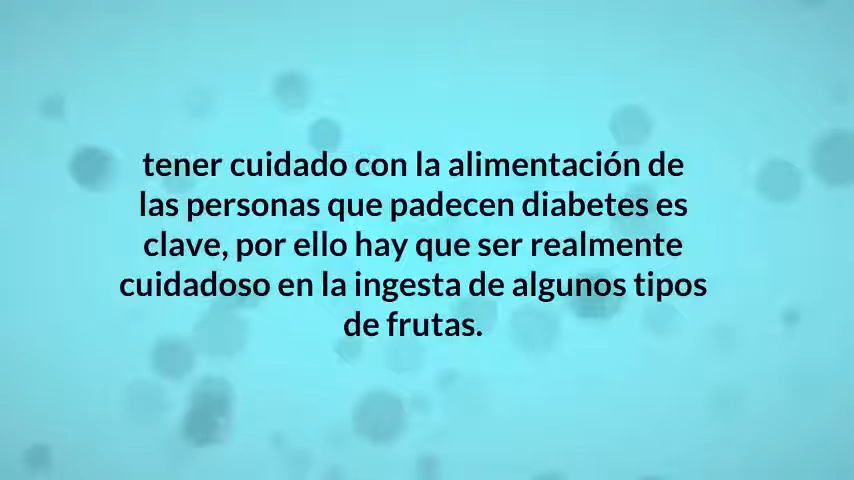 tener cuidado con la alimentación de
las personas que padecen diabetes es
clave, por ello hay que ser realmente
cuidadoso en la ingesta de algunos tipos
de frutas.